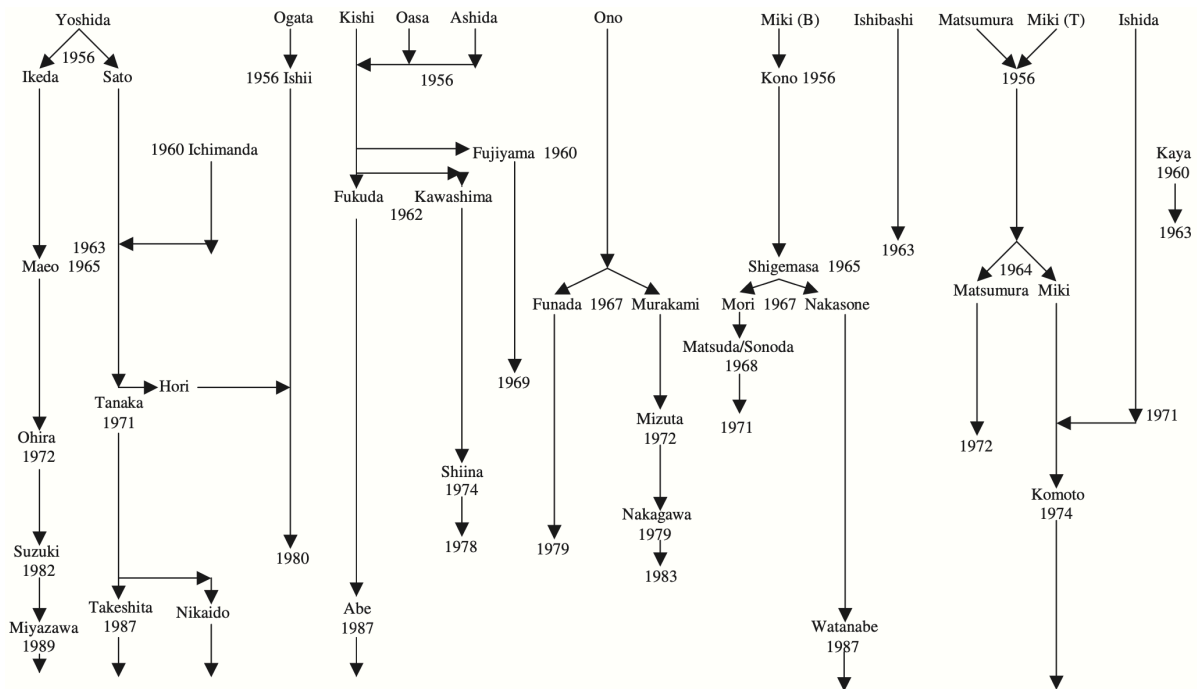 Yoshida
Ogata
Kishi
Oasa
Ashida
Ono
Miki (B)
Ishibashi
Matsumura
Miki (T)
Ishida
1956
Ikeda
Sato
1956 Ishii
1956
Kono 1956
1956
1960 Ichimanda
Fujiyama 1960
Kaya
1960
Fukuda
Kawashima
1962
1963
1963
1963
Maeo 1965
Shigemasa 1965
1964
Matsumura
Miki
Funada 1967 Murakami
Mori 1967 Nakasone
Matsuda/Sonoda
1968
Hori
1969
Tanaka
1971
1971
1971
Mizuta
1972
Ohira
1972
1972
Shiina
1974
Komoto
1974
Nakagawa
1979
Suzuki
1982
1980
1978
1979
1983
Takeshita
1987
Nikaido
Abe
1987
Miyazawa
1989
Watanabe
1987